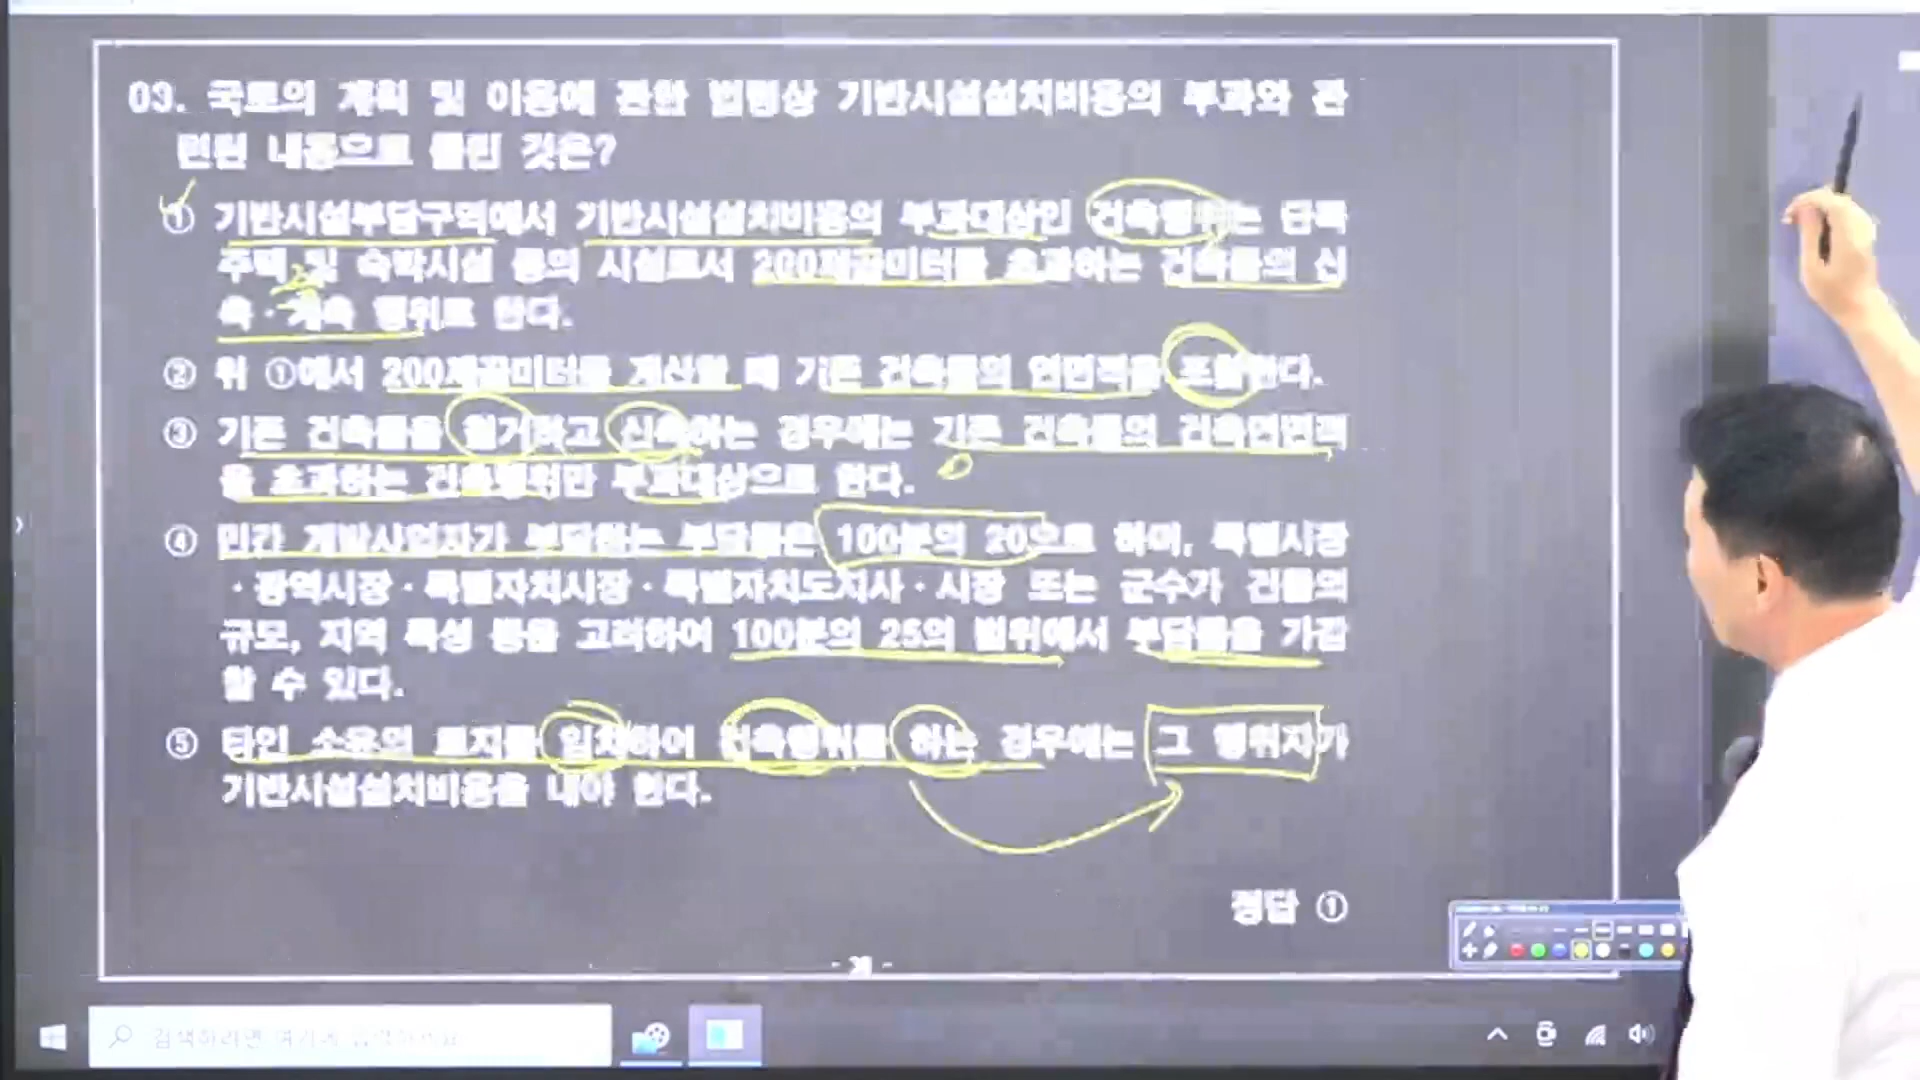 03. 국토의 계획 및 이용에 관한 법령상 기반시설설치비용의 부과와 관
련된 내용으로 틀린 것은?
① 기반시설부담구역에서 기반시설설치비용의 부과대상인 건축행위는 단독
주택 및 숙박시설 등의 시설로서 200제곱미터를 초과하는 건축물의 신
축·개축 행위로 한다.
② 위 ①에서 200제곱미터를 계산할 때 기존 건축물의 연면적을 포함한다.
③ 기존 건축물을 철거하고 신축하는 경우에는 기존 건축물의 건축연면적
을 초과하는 건축행위만 부과대상으로 한다.
④ 민간 개발사업자가 부담하는 부담률은 100분의 20으로 하며, 특별시장
·광역시장·특별자치시장·특별자치도지사·시장 또는 군수가 건물의
규모, 지역 특성 등을 고려하여 100분의 25의 범위에서 부담률을 가감
할 수 있다.
⑤ 타인 소유의 토지를 임차하여 건축행위를 하는 경우에는 그 행위자가
기반시설설치비용을 내야 한다.
정답 ①
검색하려면 여기에 입력하세요